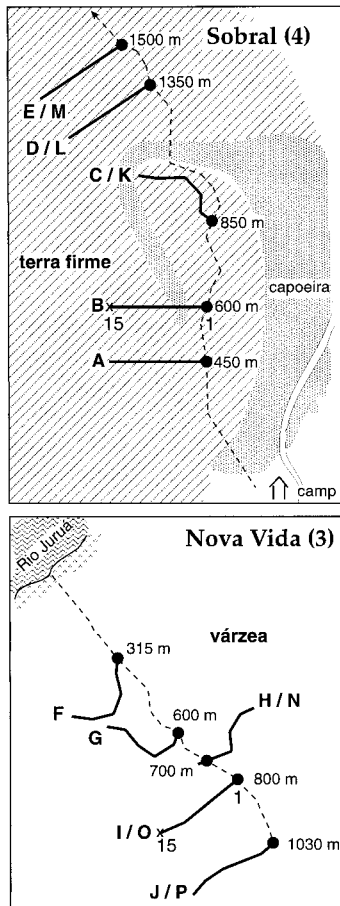 Sobral (4)
1500 m
1350 m
E / M
D / L
C / K
850 m
terra firme
capoeira
B
600 m
15
1
A
450 m
camp
Nova Vida (3)
Rio Juruá
várzea
315 m
F
H / N
600 m
G
700 m
800 m
1
I / O
15
1030 m
J / P